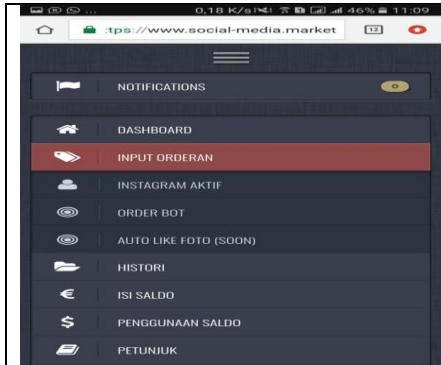 0,18 K/s 46% 11:09
:tps://www.social-media.market 12
NOTIFICATIONS 0
DASHBOARD
INPUT ORDERAN
INSTAGRAM AKTIF
ORDER BOT
AUTO LIKE FOTO (SOON)
HISTORI
€ ISI SALDO
$ PENGGUNAAN SALDO
PETUNJUK